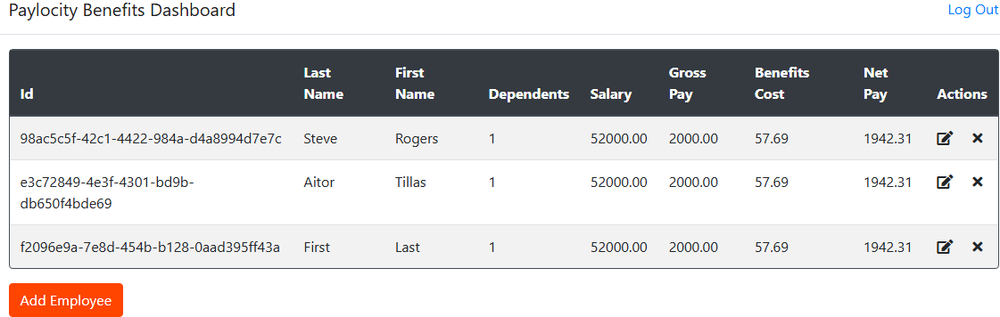 Paylocity Benefits Dashboard Log Out
Id Last Name First Name Dependents Salary Gross Pay Benefits Cost Net Pay Actions
98ac5c5f-42c1-4422-984a-d4a8994d7e7c Steve Rogers 1 52000.00 2000.00 57.69 1942.31
e3c72849-4e3f-4301-bd9b- Aitor Tillas 1 52000.00 2000.00 57.69 1942.31
db650f4bde69
f2096e9a-7e8d-454b-b128-0aad395ff43a First Last 1 52000.00 2000.00 57.69 1942.31
Add Employee